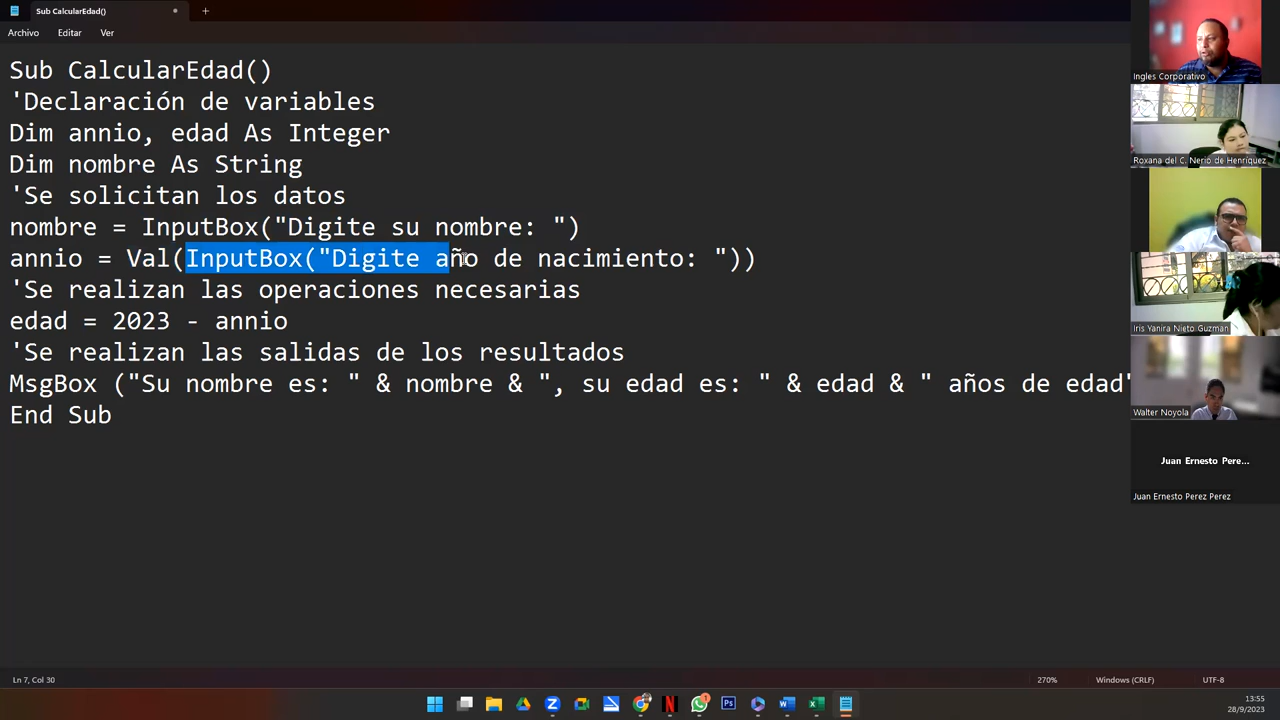 Sub CalcularEdad()
Archivo Editar Ver
Sub CalcularEdad()
'Declaración de variables
Dim annio, edad As Integer
Dim nombre As String
'Se solicitan los datos
nombre = InputBox("Digite su nombre: ")
annio = Val(InputBox("Digite año de nacimiento: "))
'Se realizan las operaciones necesarias
edad = 2023 - annio
'Se realizan las salidas de los resultados
MsgBox ("Su nombre es: " & nombre & ", su edad es: " & edad & " años de edad"
End Sub
Ingles Corporativo
Roxana del C. Nerio de Henríquez
Iris Yanira Nieto Guzman
Walter Noyola
Juan Ernesto Pere...
Juan Ernesto Perez Perez
Ln 7, Col 30
270%
Windows (CRLF)
UTF-8
1
Ps
13:55
28/9/2023